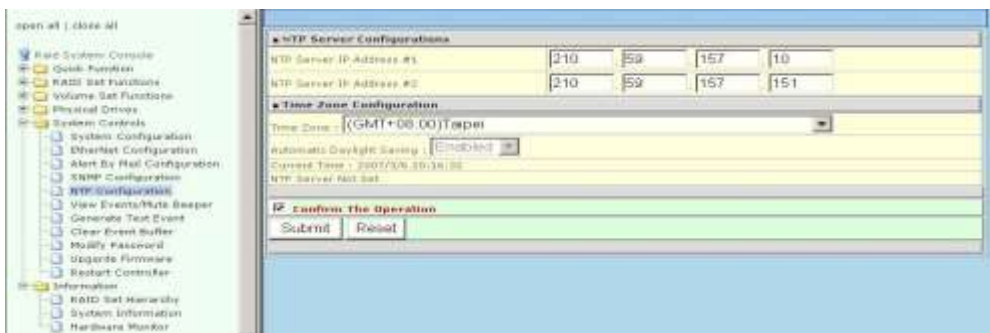 open all | close all
Raid System Console
Quick Function
RAID Set Functions
Volume Set Functions
Physical Drives
System Controls
System Configuration
EtherNet Configuration
Alert By Mail Configuration
SNMP Configuration
NTP Configuration
View Events/Mute Beeper
Generate Test Event
Clear Event Buffer
Modify Password
Upgrade Firmware
Restart Controller
Information
RAID Set Hierarchy
System Information
Hardware Monitor
NTP Server Configurations
NTP Server IP Address #1 210 59 157 10
NTP Server IP Address #2 210 59 157 151
Time Zone Configuration
Time Zone : (GMT+08:00)Taipei
Automatic Daylight Saving : Enabled
Current Time : 2007/3/6
NTP Server Not Set
Confirm The Operation
Submit Reset